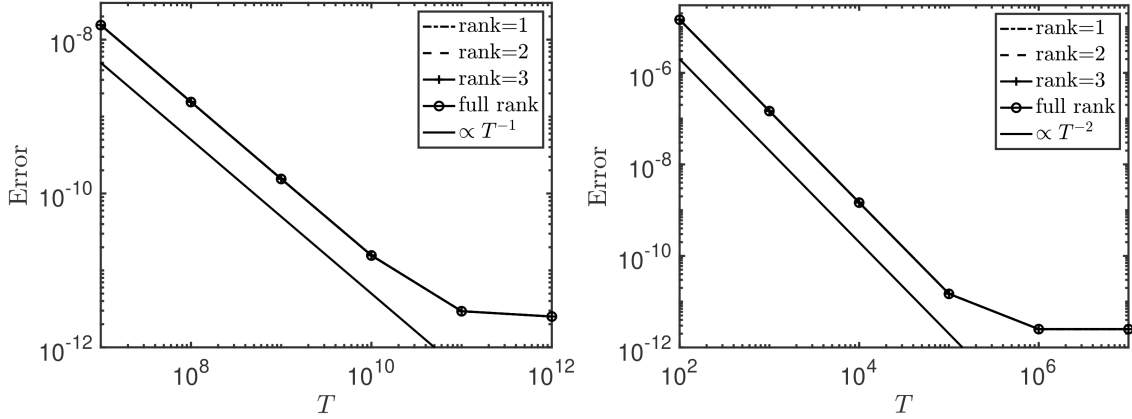 Error
10^{-8}
10^{-10}
10^{-12}
10^{8}
10^{10}
10^{12}
T
rank=1
rank=2
rank=3
full rank
∝ T^{-1}
Error
10^{-6}
10^{-8}
10^{-10}
10^{-12}
10^{2}
10^{4}
10^{6}
T
rank=1
rank=2
rank=3
full rank
∝ T^{-2}